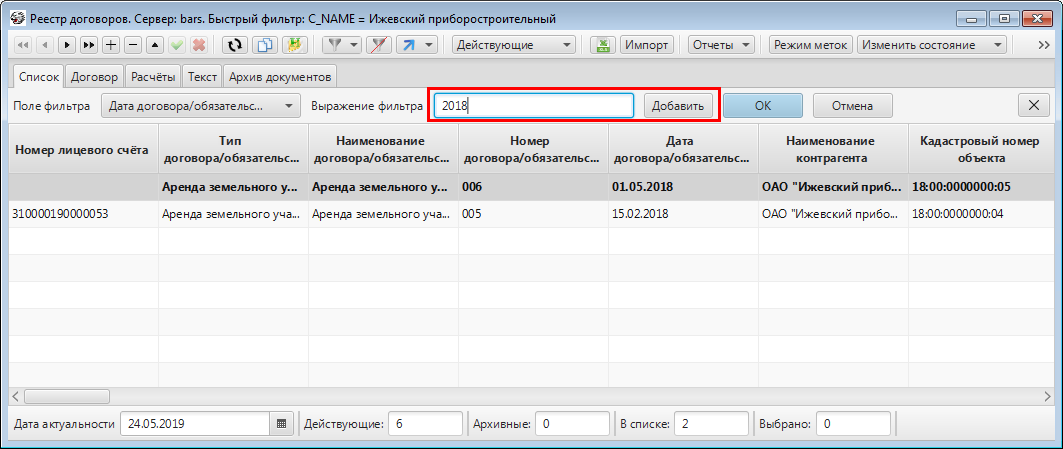 Реестр договоров. Сервер: bars. Быстрый фильтр: C_NAME = Ижевский приборостроительный
Действующие Импорт Отчеты Режим меток Изменить состояние
Список Договор Расчёты Текст Архив документов
Поле фильтра Дата договора/обязательс... Выражение фильтра 2018 Добавить ОК Отмена
Номер лицевого счёта Тип договора/обязательс... Наименование договора/обязательс... Номер договора/обязательс... Дата договора/обязательс... Наименование контрагента Кадастровый номер объекта
Аренда земельного у... Аренда земельного у... 006 01.05.2018 ОАО "Ижевский приб... 18:00:0000000:05
310000190000053 Аренда земельного уча... Аренда земельного уча... 005 15.02.2018 ОАО "Ижевский прибо... 18:00:0000000:04
Дата актуальности 24.05.2019 Действующие: 6 Архивные: 0 В списке: 2 Выбрано: 0